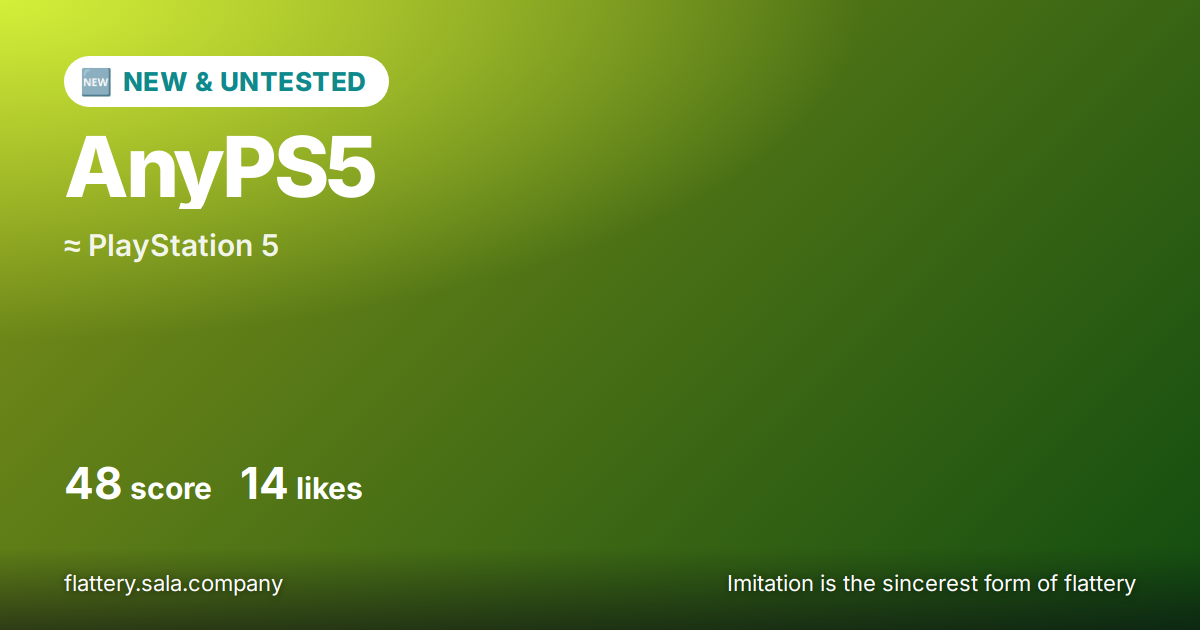 🆕 NEW & UNTESTED
AnyPS5
≈ PlayStation 5
48 score 14 likes
flattery.sala.company
Imitation is the sincerest form of flattery